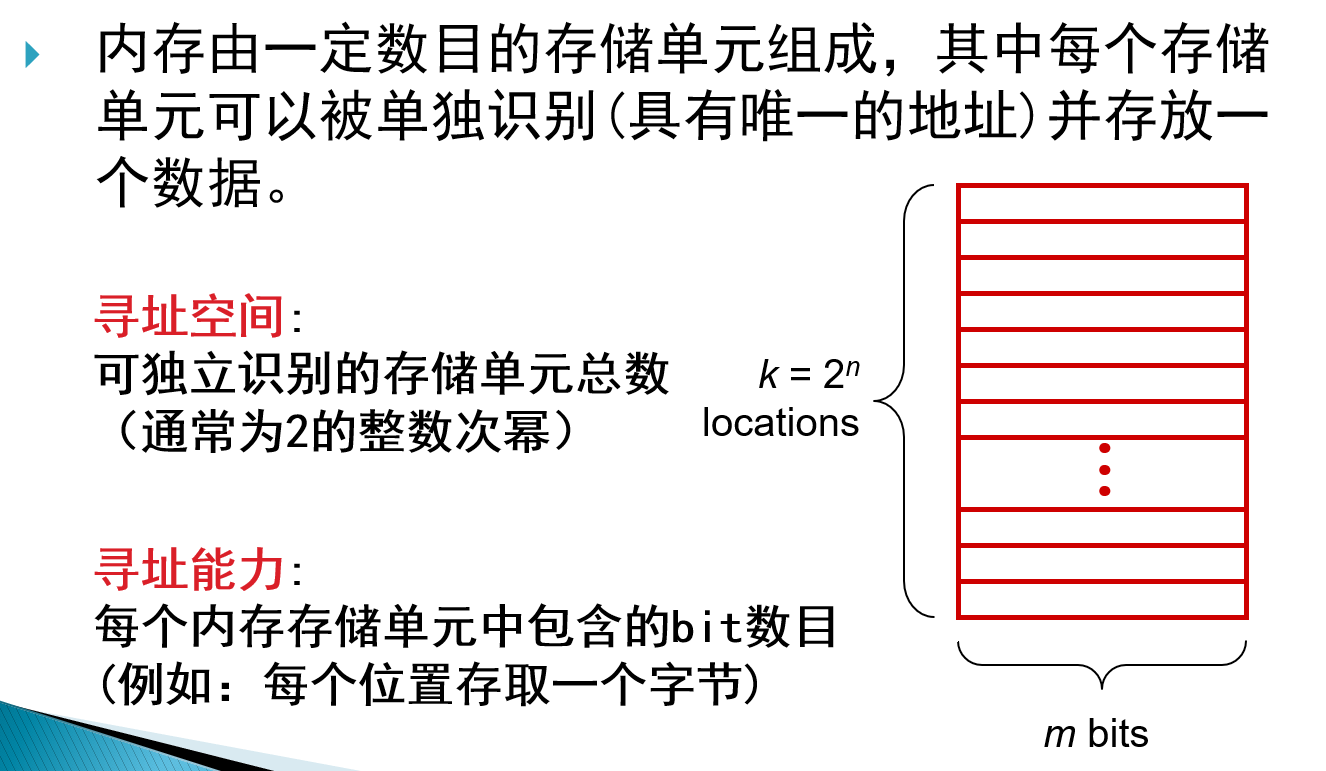 内存由一定数目的存储单元组成，其中每个存储
单元可以被单独识别(具有唯一的地址)并存放一
个数据。
寻址空间:
可独立识别的存储单元总数
（通常为2的整数次幂）
k = 2ⁿ
locations
寻址能力:
每个内存存储单元中包含的bit数目
(例如：每个位置存取一个字节)
m bits